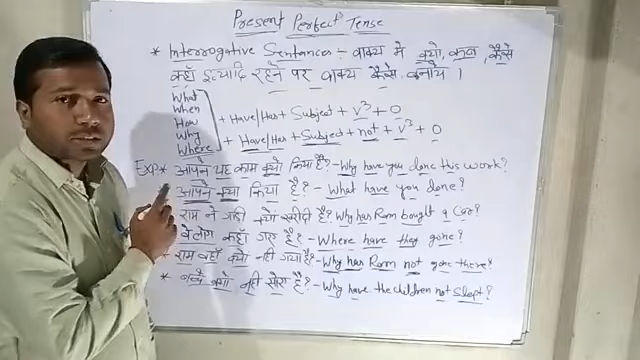 Present Perfect Tense
* Interrogative Sentances :- वाक्य मे क्यो, कब, कैसे
कहाँ इत्यादि रहने पर वाक्य कैसे बनाये ।
What
When
How
Why
Where
+ Have/Has + Subject + V³ + O
+ Have/Has + Subject + not + V³ + O
Exp* आपने यह काम क्यो किया है? - Why have you done this work?
* आपने क्या किया है? - What have you done?
राम ने गाडी क्यो खरीदी है? Why has Ram bought a Car?
वे लोग कहाँ गए है? - Where have they gone?
* राम वहाँ क्यो नही गया है? - Why has Ram not gone there?
* बच्चे क्यो नही सोए है? - Why have the children not Slept?